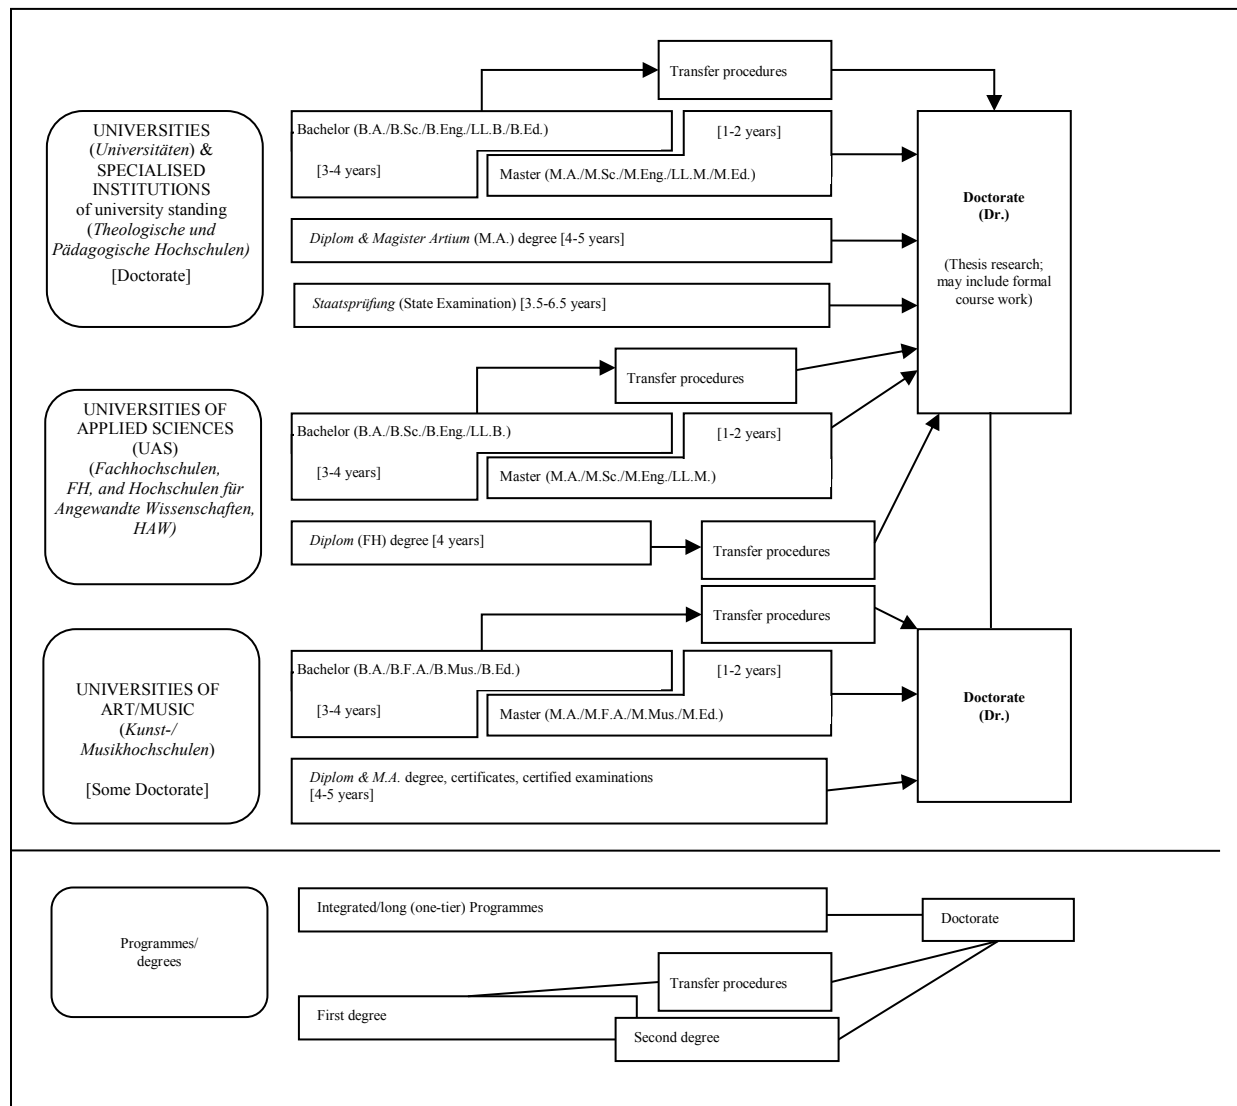 Transfer procedures
UNIVERSITIES
(Universitäten) &
SPECIALISED
INSTITUTIONS
of university standing
(Theologische und
Pädagogische Hochschulen)
[Doctorate]
Bachelor (B.A./B.Sc./B.Eng./LL.B./B.Ed.)
[3-4 years]
[1-2 years]
Master (M.A./M.Sc./M.Eng./LL.M./M.Ed.)
Diplom & Magister Artium (M.A.) degree [4-5 years]
Staatsprüfung (State Examination) [3.5-6.5 years]
Doctorate
(Dr.)
(Thesis research;
may include formal
course work)
Transfer procedures
UNIVERSITIES OF
APPLIED SCIENCES
(UAS)
(Fachhochschulen,
FH, and Hochschulen für
Angewandte Wissenschaften,
HAW)
Bachelor (B.A./B.Sc./B.Eng./LL.B.)
[3-4 years]
[1-2 years]
Master (M.A./M.Sc./M.Eng./LL.M.)
Diplom (FH) degree [4 years]
Transfer procedures
Transfer procedures
UNIVERSITIES OF
ART/MUSIC
(Kunst-/
Musikhochschulen)
[Some Doctorate]
Bachelor (B.A./B.F.A./B.Mus./B.Ed.)
[3-4 years]
[1-2 years]
Master (M.A./M.F.A./M.Mus./M.Ed.)
Diplom & M.A. degree, certificates, certified examinations
[4-5 years]
Doctorate
(Dr.)
Programmes/
degrees
Integrated/long (one-tier) Programmes
Doctorate
Transfer procedures
First degree
Second degree